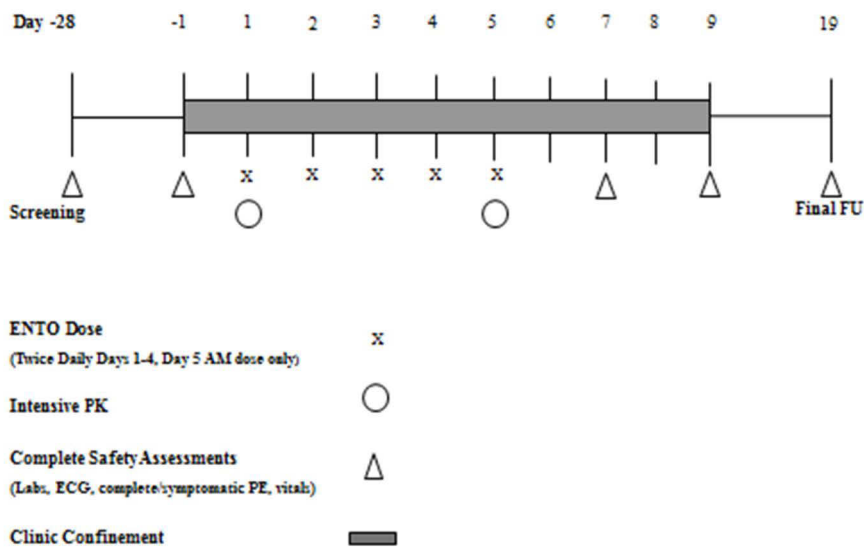 Day -28 -1 1 2 3 4 5 6 7 8 9 19
x x x x x
Screening Final FU
ENTO Dose x
(Twice Daily Days 1-4, Day 5 AM dose only)
Intensive PK
Complete Safety Assessments
(Labs, ECG, complete/symptomatic PE, vitals)
Clinic Confinement